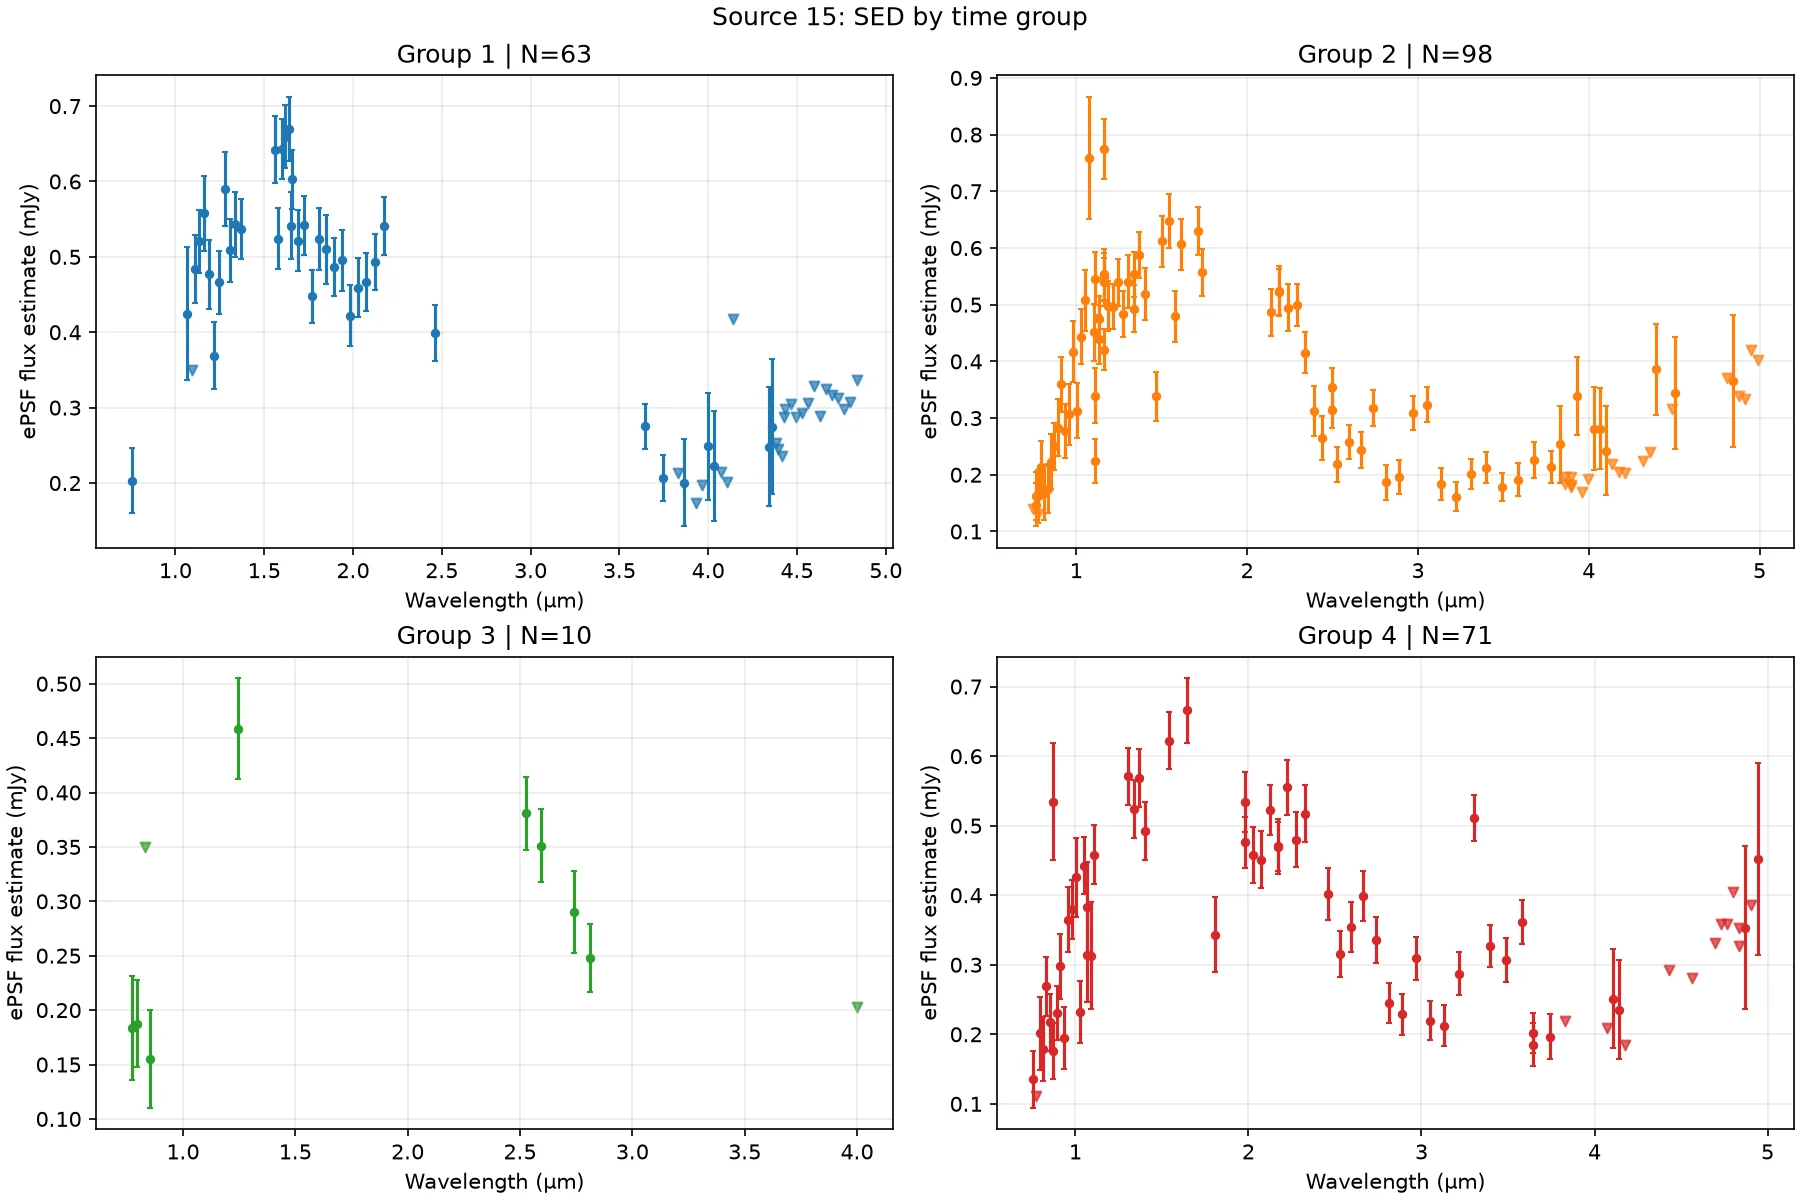 Source 15: SED by time group
Group 1 | N=63
ePSF flux estimate (mJy)
0.7
0.6
0.5
0.4
0.3
0.2
1.0 1.5 2.0 2.5 3.0 3.5 4.0 4.5 5.0
Wavelength (μm)
Group 2 | N=98
ePSF flux estimate (mJy)
0.9
0.8
0.7
0.6
0.5
0.4
0.3
0.2
0.1
1 2 3 4 5
Wavelength (μm)
Group 3 | N=10
ePSF flux estimate (mJy)
0.50
0.45
0.40
0.35
0.30
0.25
0.20
0.15
0.10
1.0 1.5 2.0 2.5 3.0 3.5 4.0
Wavelength (μm)
Group 4 | N=71
ePSF flux estimate (mJy)
0.7
0.6
0.5
0.4
0.3
0.2
0.1
1 2 3 4 5
Wavelength (μm)